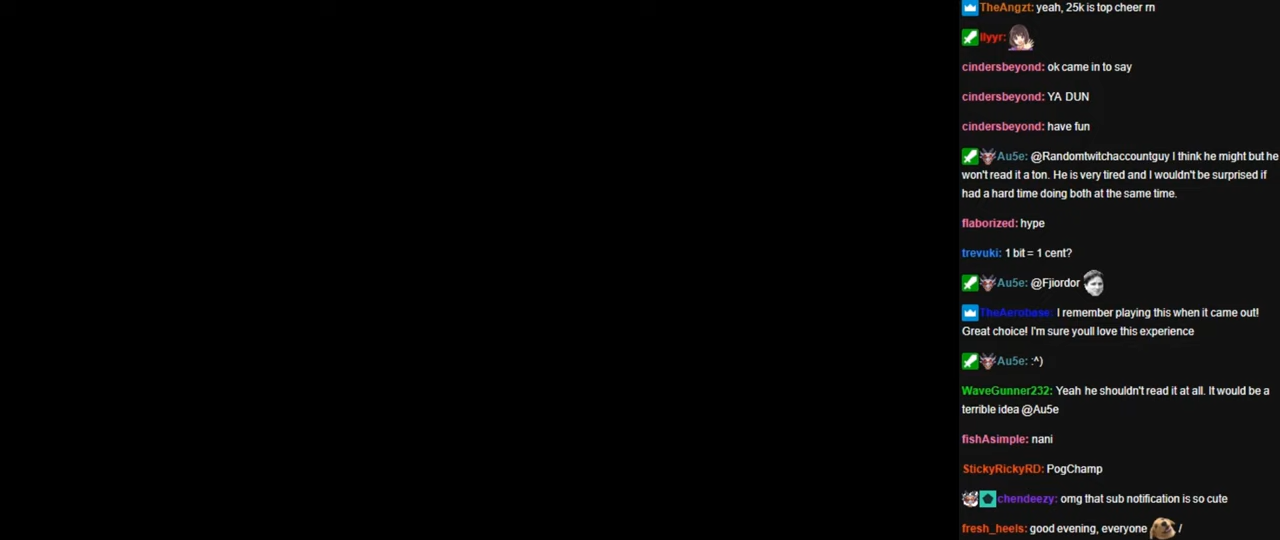 TheAngzt: yeah, 25k is top cheer rn
llyyr:
cindersbeyond: ok came in to say
cindersbeyond: YA DUN
cindersbeyond: have fun
Au5e: @Randomtwitchaccountguy I think he might but he
won't read it a ton. He is very tired and I wouldn't be surprised if
had a hard time doing both at the same time.
flaborized: hype
trevuki: 1 bit = 1 cent?
Au5e: @Fjiordor
TheAerobase: I remember playing this when it came out!
Great choice! I'm sure youll love this experience
Au5e: :^)
WaveGunner232: Yeah he shouldn't read it at all. It would be a
terrible idea @Au5e
fishAsimple: nani
StickyRickyRD: PogChamp
chendeezy: omg that sub notification is so cute
fresh_heels: good evening, everyone /